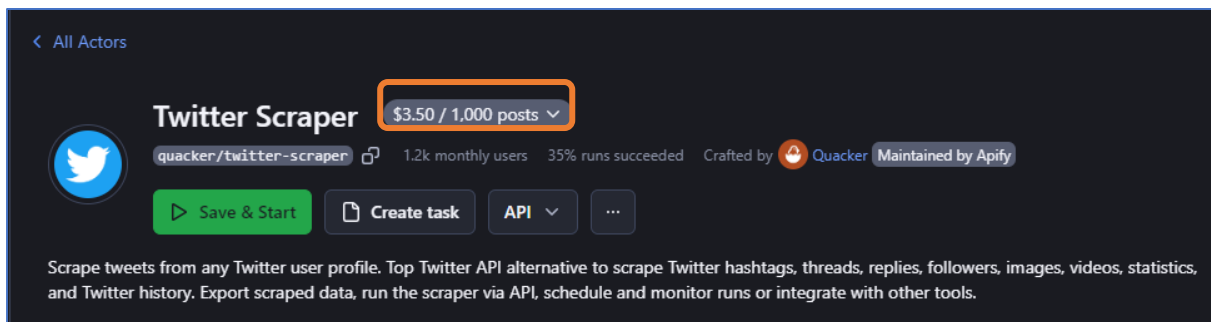 All Actors
Twitter Scraper $3.50 / 1,000 posts
quacker/twitter-scraper 1.2k monthly users 35% runs succeeded Crafted by Quacker Maintained by Apify
Save & Start Create task API ...
Scrape tweets from any Twitter user profile. Top Twitter API alternative to scrape Twitter hashtags, threads, replies, followers, images, videos, statistics,
and Twitter history. Export scraped data, run the scraper via API, schedule and monitor runs or integrate with other tools.